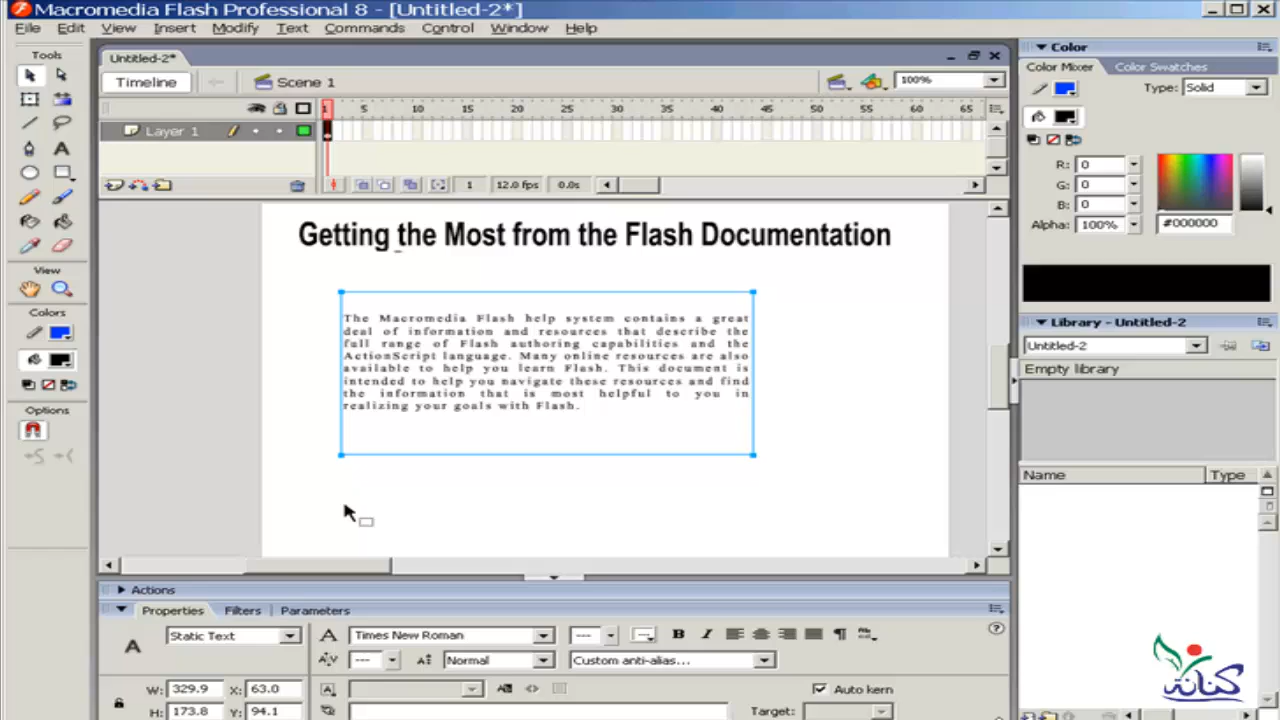 Macromedia Flash Professional 8 - [Untitled-2*]
File Edit View Insert Modify Text Commands Control Window Help
Tools
View
Colors
Options
Untitled-2*
Timeline
Scene 1
100%
1 5 10 15 20 25 30 35 40 45 50 55 60 65
Layer 1
1 12.0 fps 0.0s
Getting the Most from the Flash Documentation
The Macromedia Flash help system contains a great
deal of information and resources that describe the
full range of Flash authoring capabilities and the
ActionScript language. Many online resources are also
available to help you learn Flash. This document is
intended to help you navigate these resources and find
the information that is most helpful to you in
realizing your goals with Flash.
Actions
Properties Filters Parameters
A Static Text A Times New Roman --- B I
A/V --- Normal Custom anti-alias...
W: 329.9 X: 63.0 Auto kern
H: 173.8 Y: 94.1 Target:
Color
Color Mixer Color Swatches
Type: Solid
R: 0
G: 0
B: 0
Alpha: 100% #000000
Library - Untitled-2
Untitled-2
Empty library
Name Type
كنانة